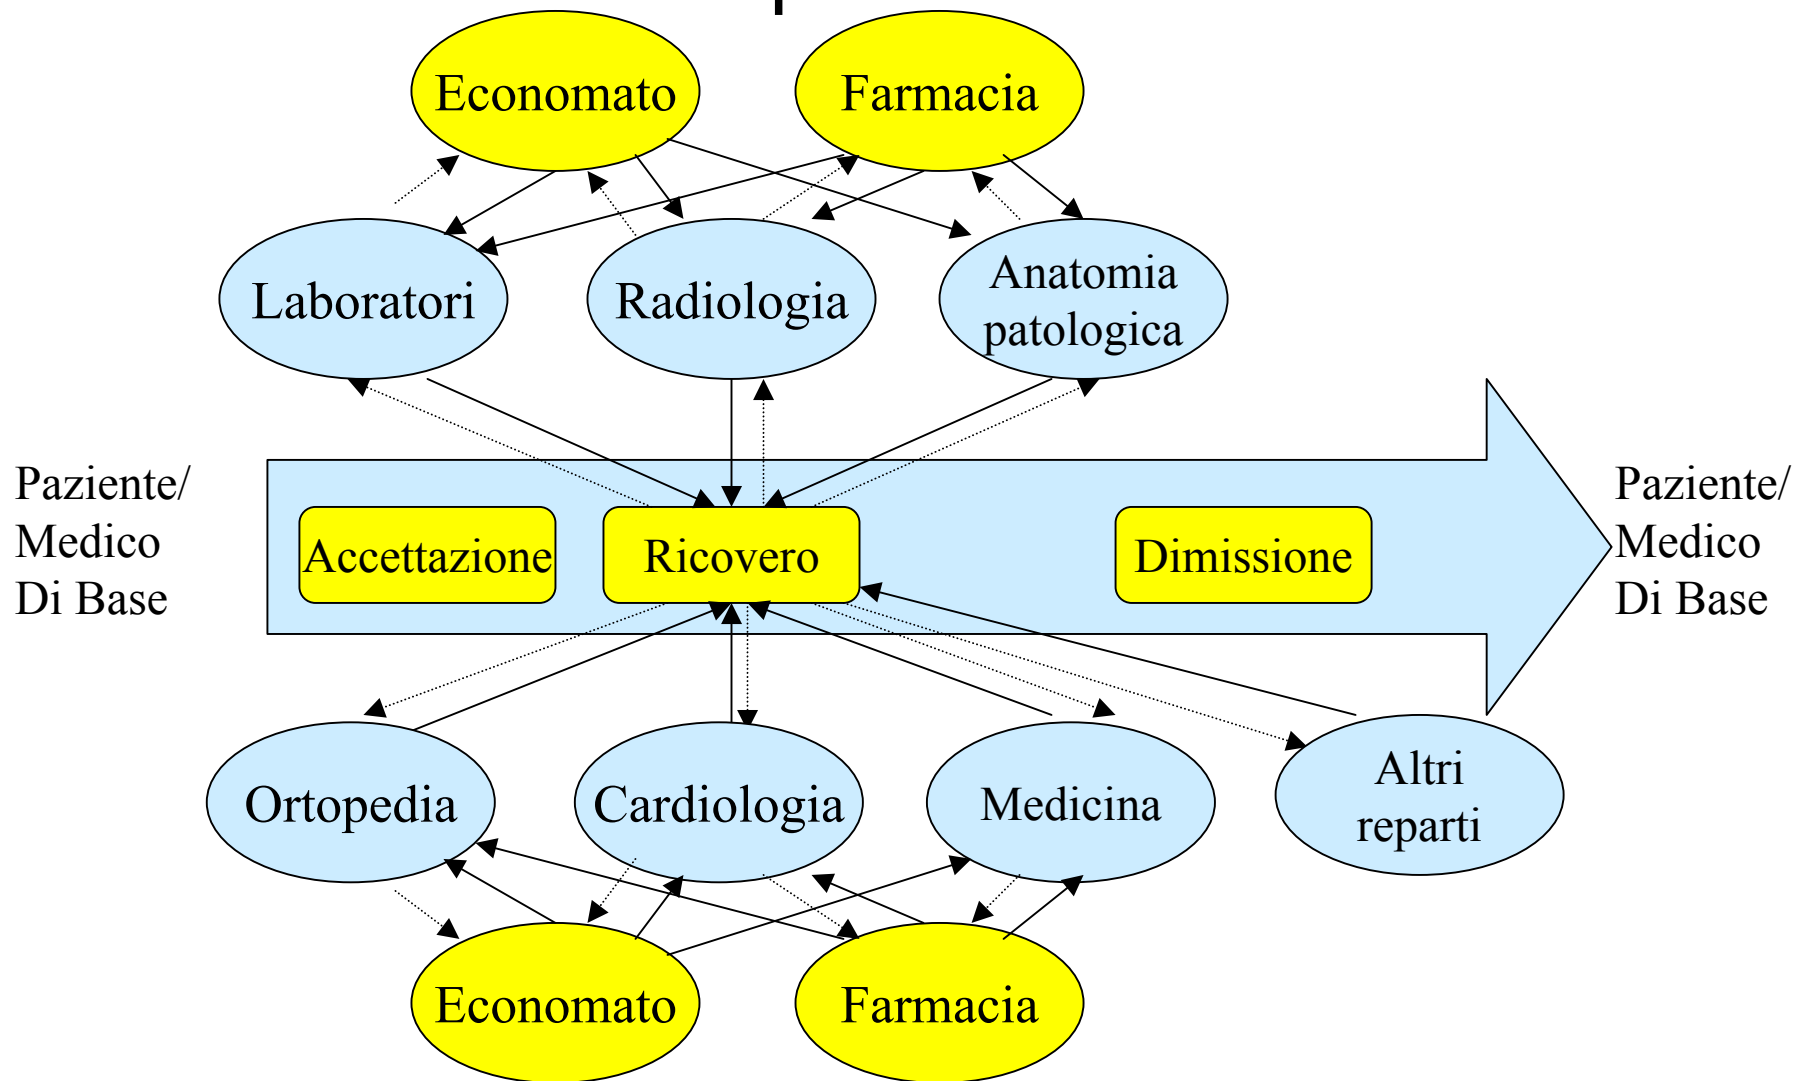 Economato
Farmacia
Laboratori
Radiologia
Anatomia
patologica
Paziente/
Medico
Di Base
Accettazione
Ricovero
Dimissione
Paziente/
Medico
Di Base
Ortopedia
Cardiologia
Medicina
Altri
reparti
Economato
Farmacia